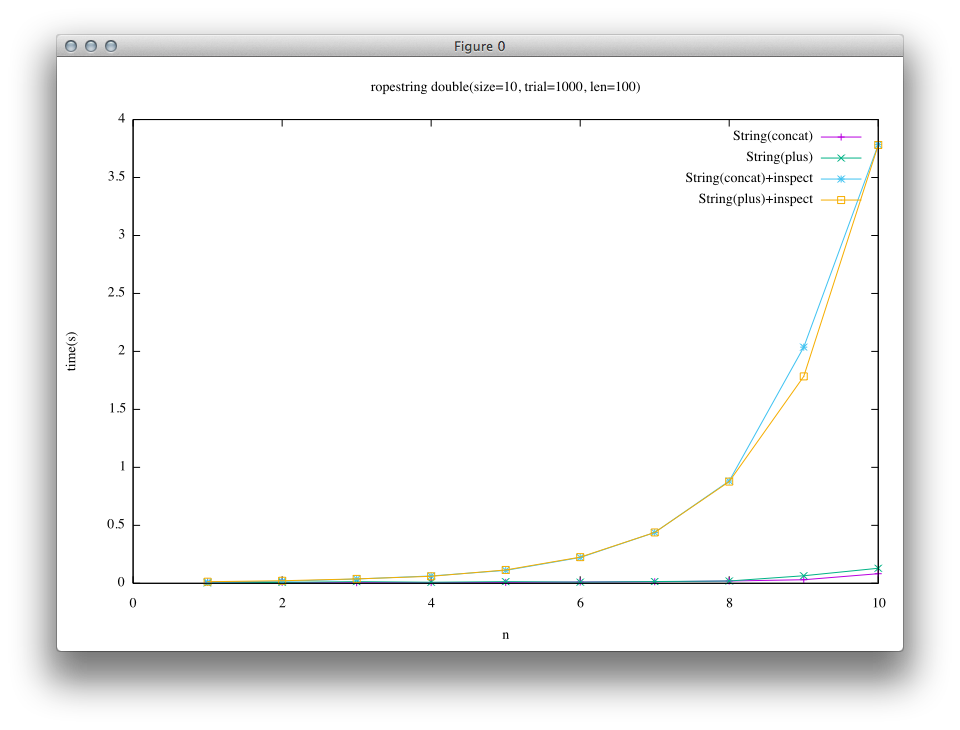 Figure 0
ropestring double(size=10, trial=1000, len=100)
String(concat)
String(plus)
String(concat)+inspect
String(plus)+inspect
4
3.5
3
2.5
2
1.5
1
0.5
0
time(s)
0 2 4 6 8 10
n